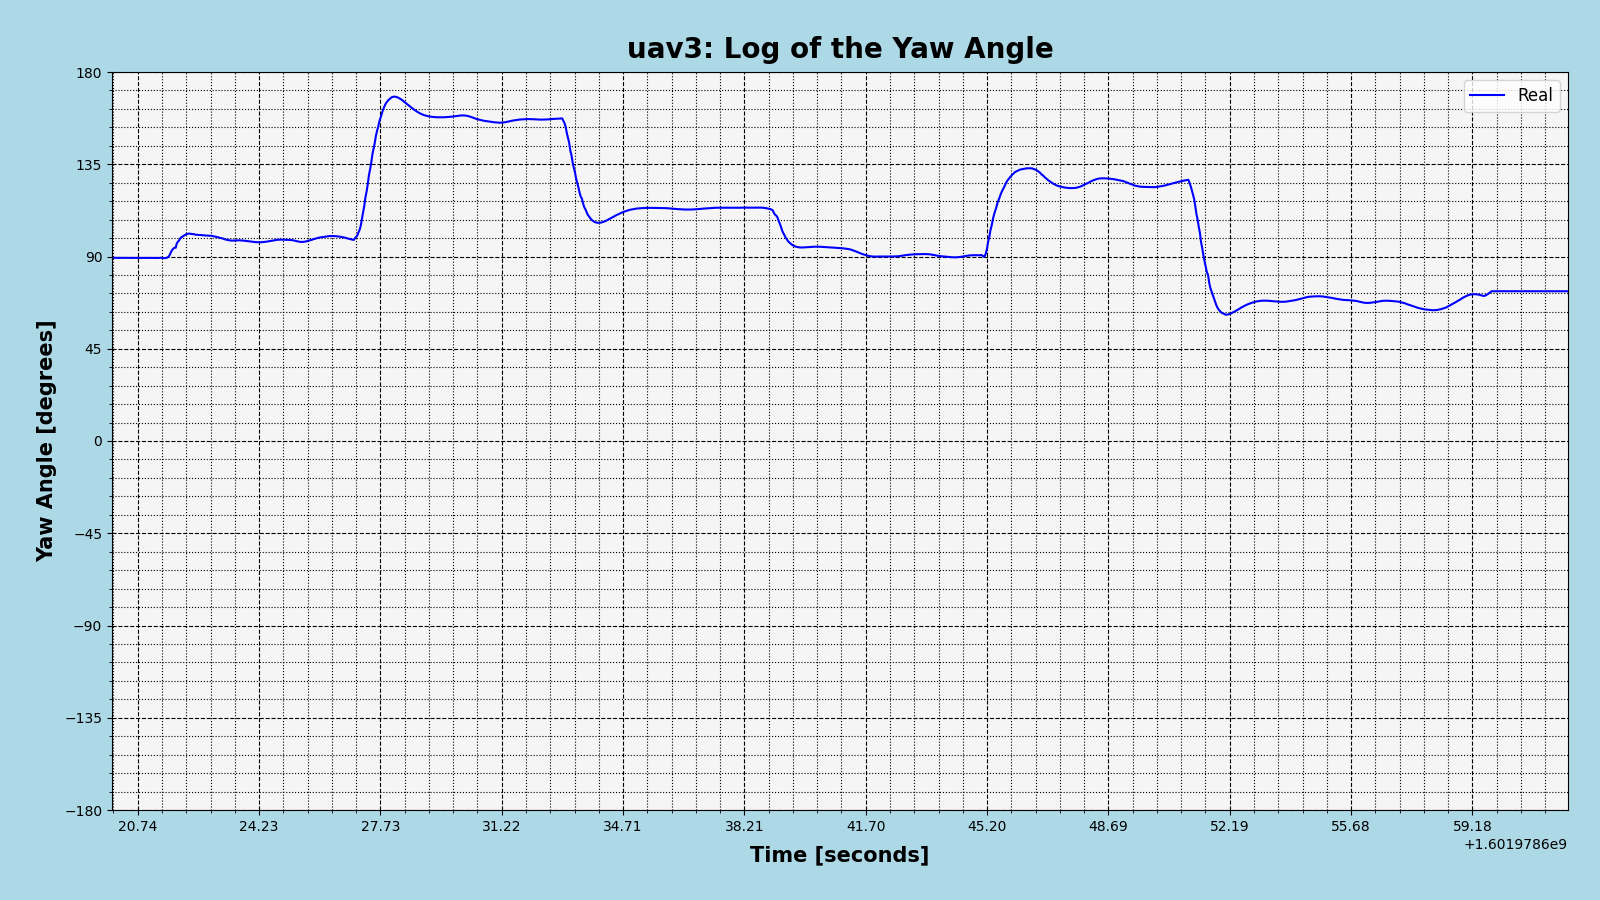 uav3: Log of the Yaw Angle
Real
Yaw Angle [degrees]
180
135
90
45
0
−45
−90
−135
−180
20.74 24.23 27.73 31.22 34.71 38.21 41.70 45.20 48.69 52.19 55.68 59.18
+1.6019786e9
Time [seconds]